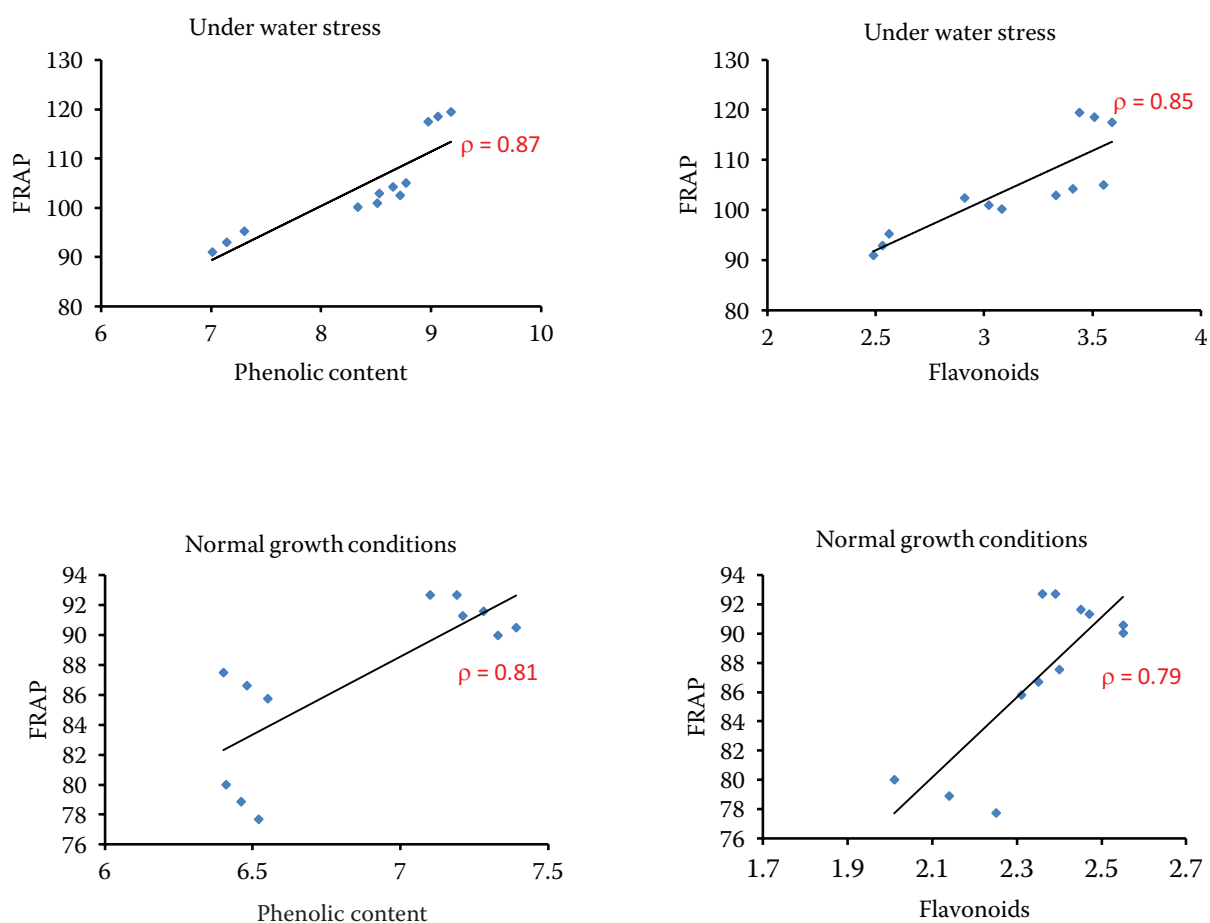 Under water stress
130
120
110
100
90
80
FRAP
ρ = 0.87
6 7 8 9 10
Phenolic content
Under water stress
130
120
110
100
90
80
FRAP
ρ = 0.85
2 2.5 3 3.5 4
Flavonoids
Normal growth conditions
94
92
90
88
86
84
82
80
78
76
FRAP
ρ = 0.81
6 6.5 7 7.5
Phenolic content
Normal growth conditions
94
92
90
88
86
84
82
80
78
76
FRAP
ρ = 0.79
1.7 1.9 2.1 2.3 2.5 2.7
Flavonoids